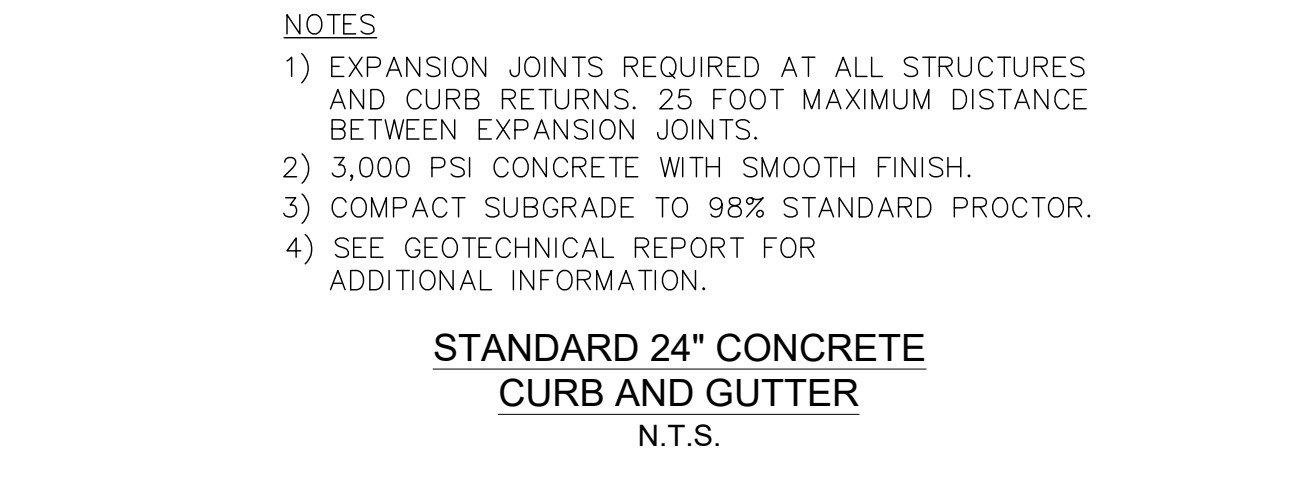 NOTES
1) EXPANSION JOINTS REQUIRED AT ALL STRUCTURES
AND CURB RETURNS. 25 FOOT MAXIMUM DISTANCE
BETWEEN EXPANSION JOINTS.
2) 3,000 PSI CONCRETE WITH SMOOTH FINISH.
3) COMPACT SUBGRADE TO 98% STANDARD PROCTOR.
4) SEE GEOTECHNICAL REPORT FOR
ADDITIONAL INFORMATION.
STANDARD 24" CONCRETE
CURB AND GUTTER
N.T.S.